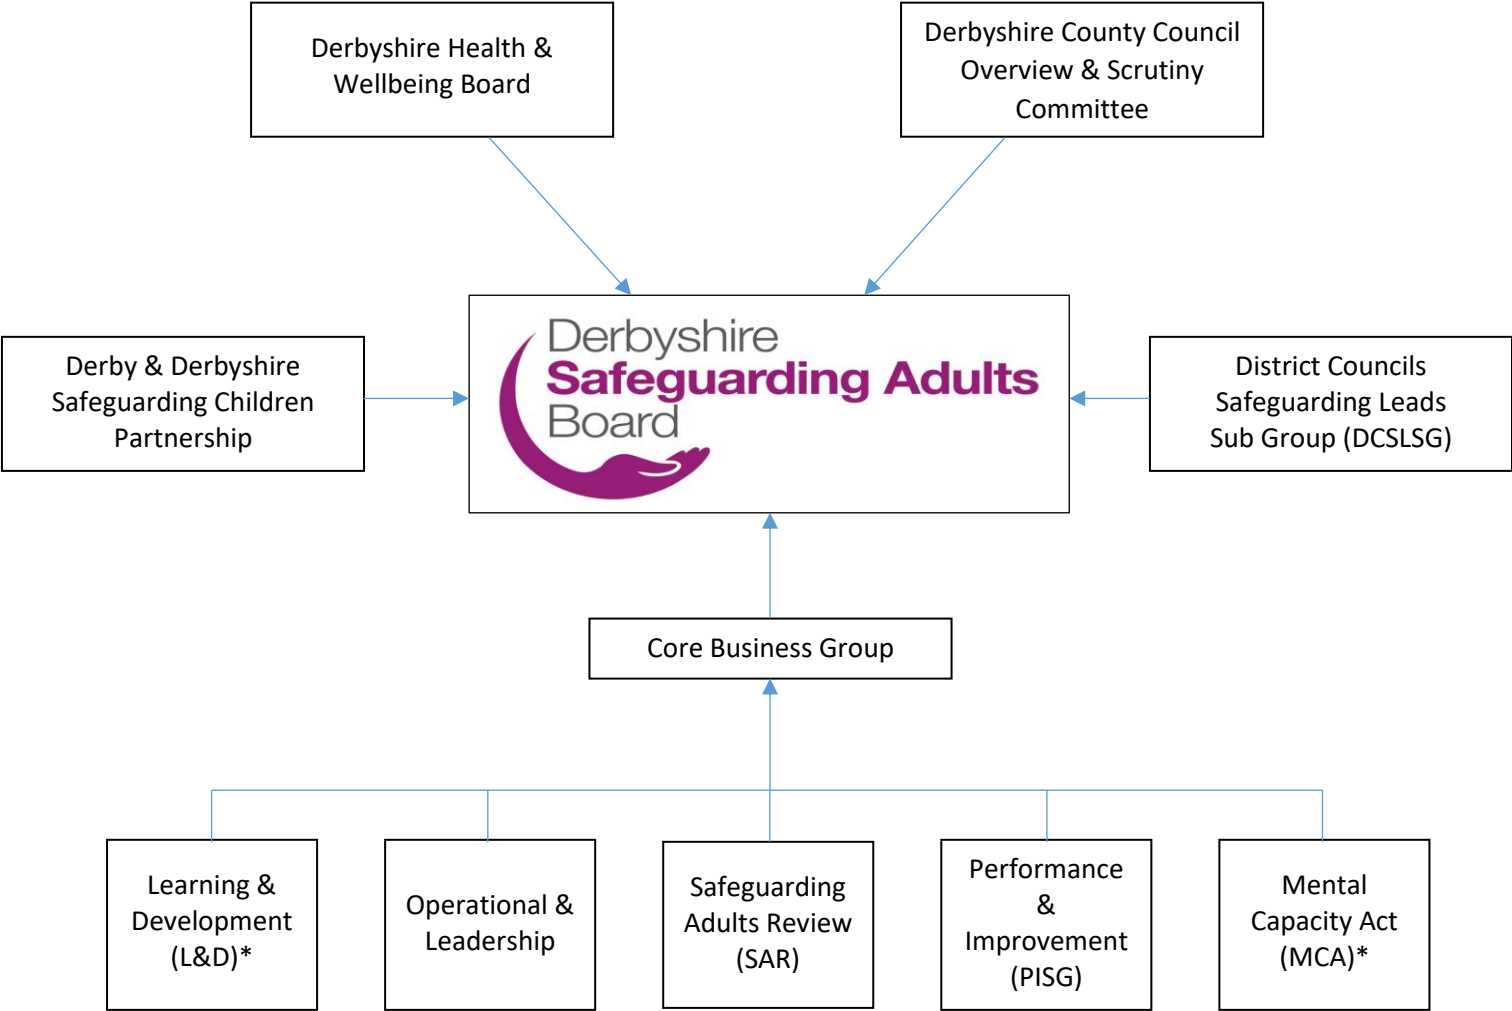 Derbyshire Health &
Wellbeing Board
Derbyshire County Council
Overview & Scrutiny
Committee
Derby & Derbyshire
Safeguarding Children
Partnership
Derbyshire
Safeguarding Adults
Board
District Councils
Safeguarding Leads
Sub Group (DCSLSG)
Core Business Group
Learning &
Development
(L&D)*
Operational &
Leadership
Safeguarding
Adults Review
(SAR)
Performance
&
Improvement
(PISG)
Mental
Capacity Act
(MCA)*